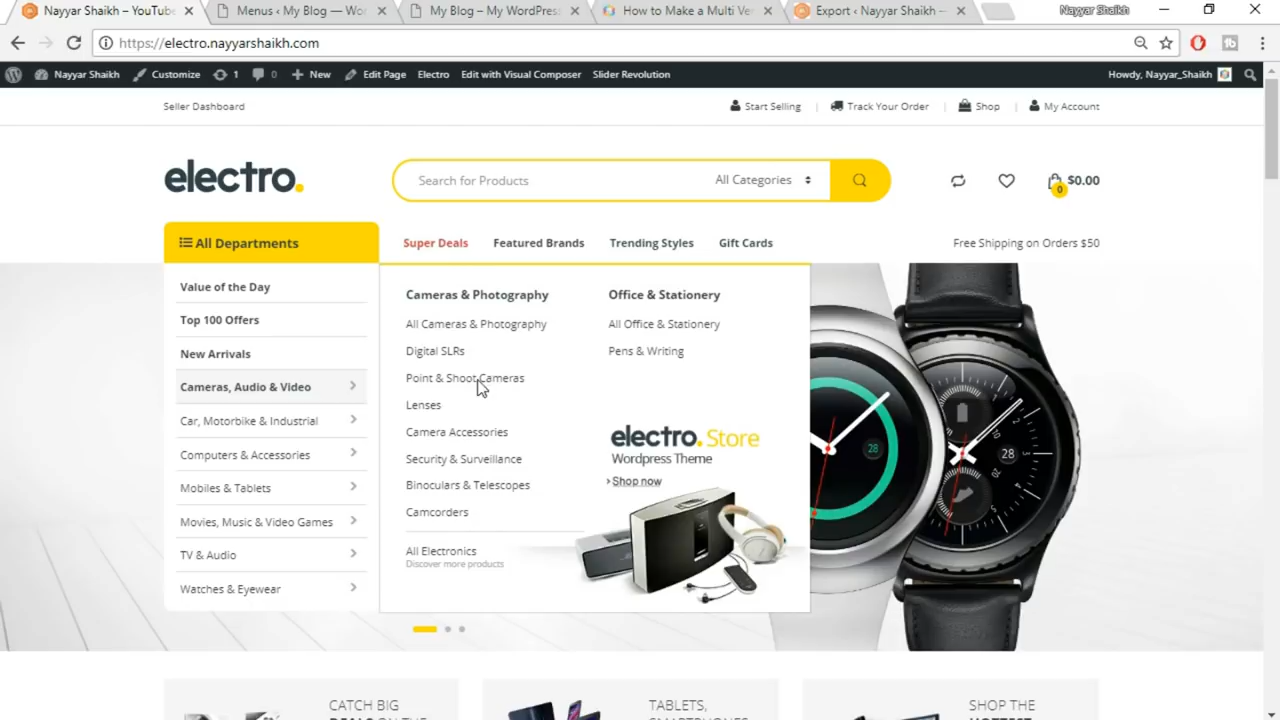 Nayyar Shaikh – YouTube
Menus ‹ My Blog — Wo
My Blog – My WordPress
How to Make a Multi Ve
Export ‹ Nayyar Shaikh —
Nayyar Shaikh
https://electro.nayyarshaikh.com
Nayyar Shaikh
Customize
1
0
New
Edit Page
Electro
Edit with Visual Composer
Slider Revolution
Howdy, Nayyar_Shaikh
Seller Dashboard
Start Selling
Track Your Order
Shop
My Account
electro.
Search for Products
All Categories
0
$0.00
All Departments
Super Deals
Featured Brands
Trending Styles
Gift Cards
Free Shipping on Orders $50
Value of the Day
Top 100 Offers
New Arrivals
Cameras, Audio & Video
Car, Motorbike & Industrial
Computers & Accessories
Mobiles & Tablets
Movies, Music & Video Games
TV & Audio
Watches & Eyewear
Cameras & Photography
All Cameras & Photography
Digital SLRs
Point & Shoot Cameras
Lenses
Camera Accessories
Security & Surveillance
Binoculars & Telescopes
Camcorders
All Electronics
Discover more products
Office & Stationery
All Office & Stationery
Pens & Writing
electro. Store
Wordpress Theme
Shop now
28
28
CATCH BIG
DEALS ON THE
TABLETS,
SMARTPHONES
SHOP THE
HOTTEST